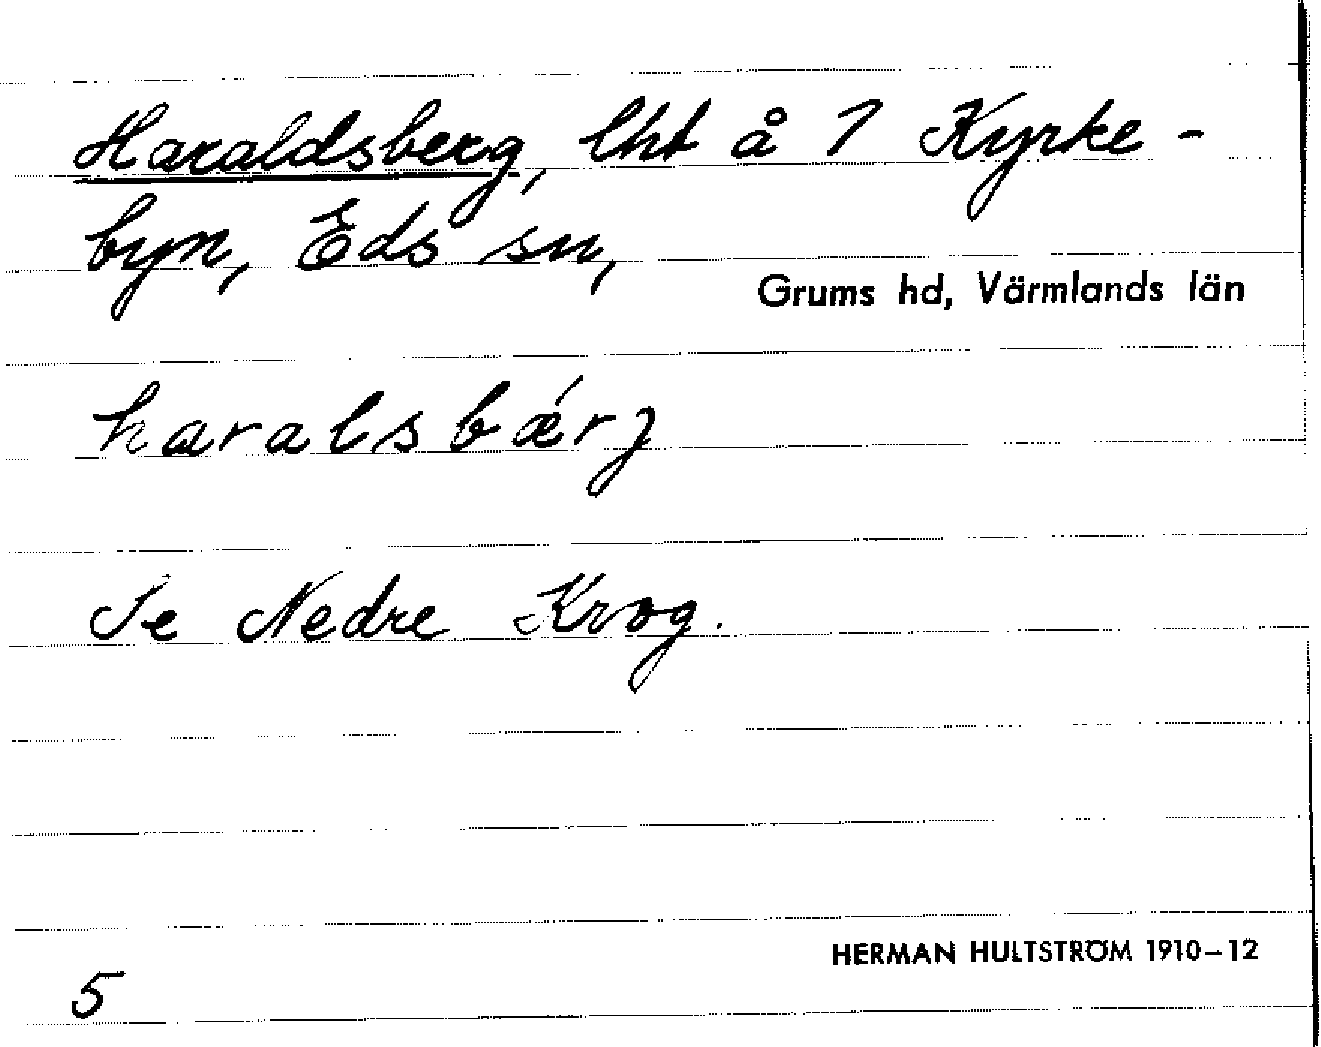 Haraldsberg, lht å 1 Kyrke-
byn, Eds sn,
Grums hd, Värmlands län
haralsbǽrj
Se Nedre Krog.
HERMAN HULTSTRÖM 1910–12
5